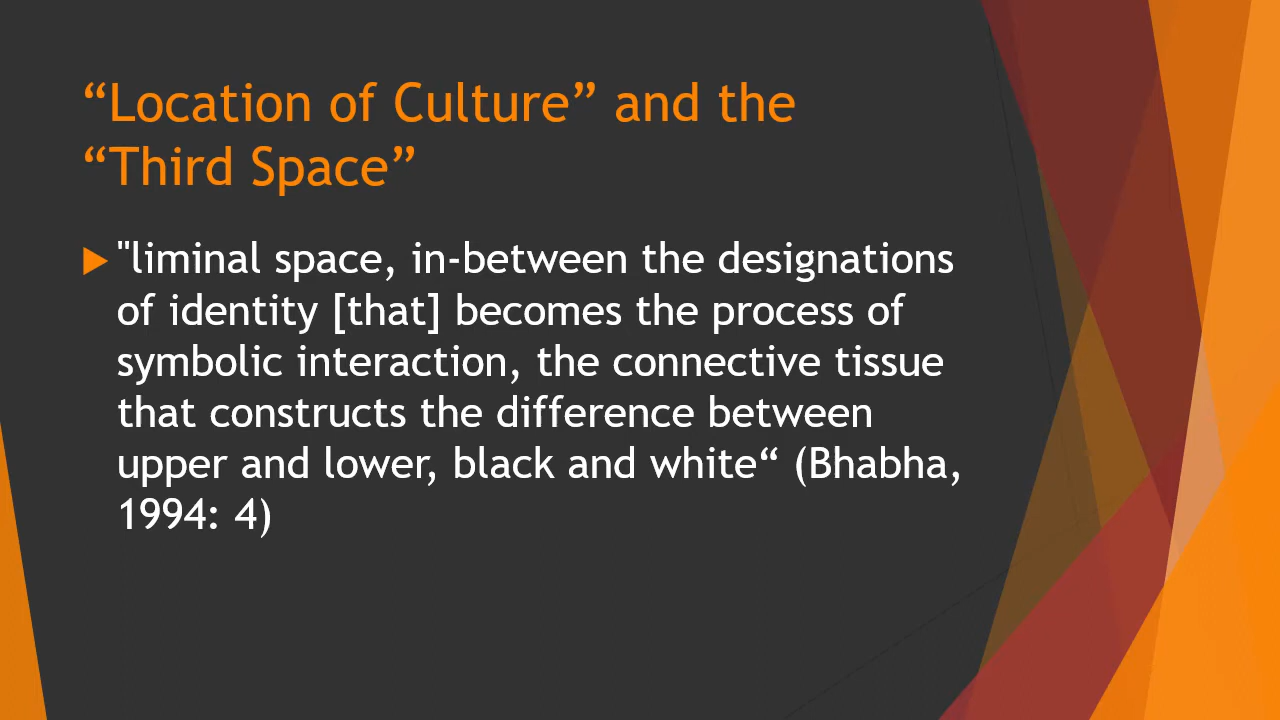 “Location of Culture” and the
“Third Space”
"liminal space, in-between the designations
of identity [that] becomes the process of
symbolic interaction, the connective tissue
that constructs the difference between
upper and lower, black and white“ (Bhabha,
1994: 4)